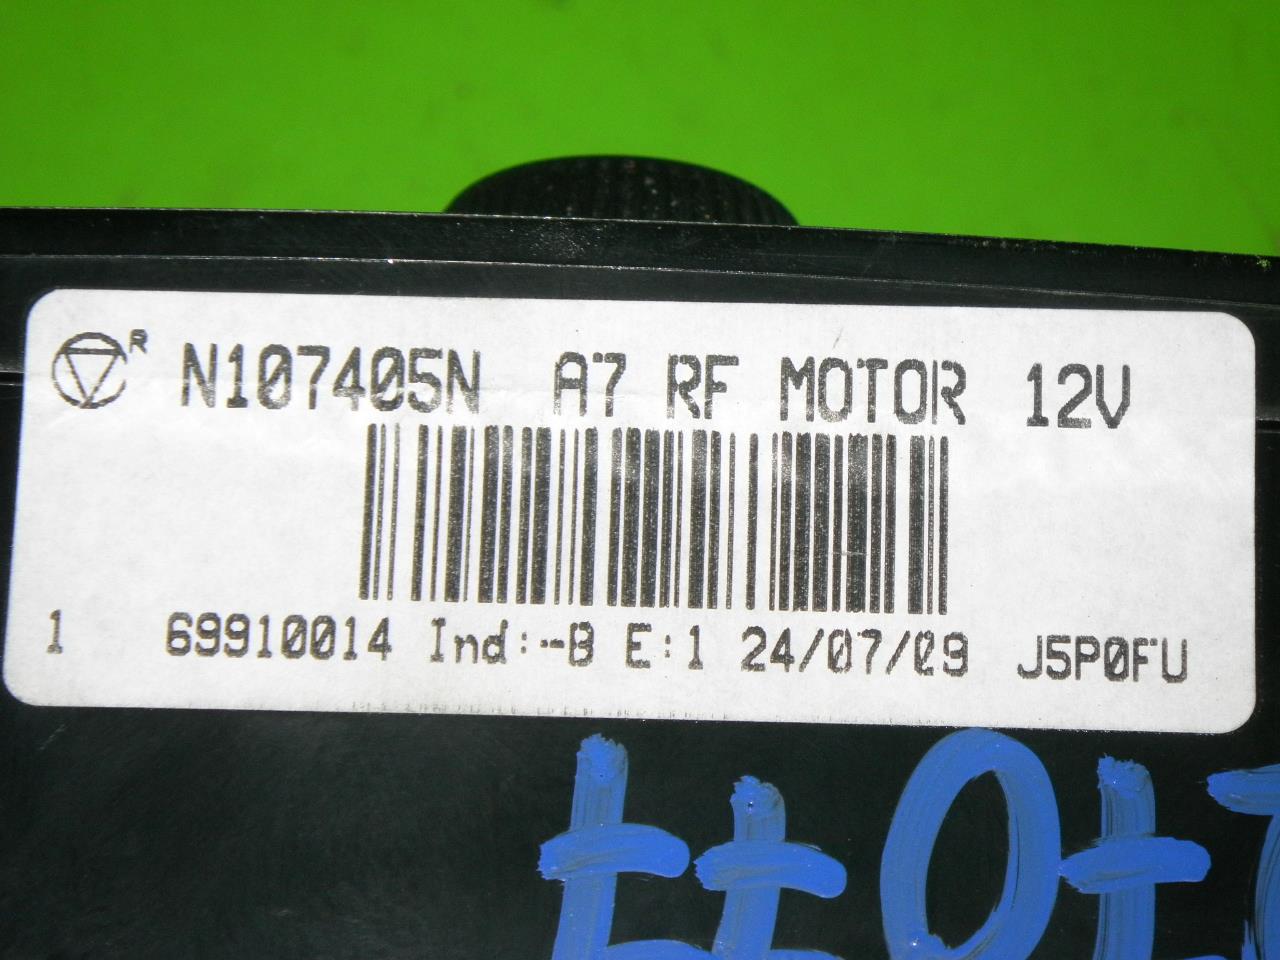 R N107405N A7 RF MOTOR 12V
1 69910014 Ind:-B E:1 24/07/09 J5P0FU